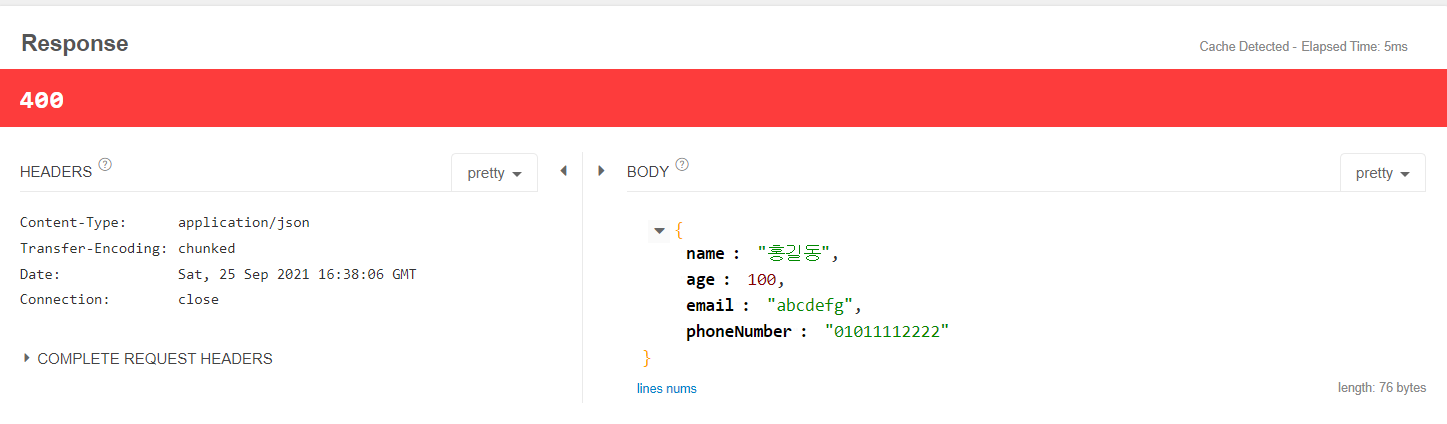 Response
Cache Detected - Elapsed Time: 5ms
400
HEADERS ?
pretty
BODY ?
pretty
Content-Type: application/json
Transfer-Encoding: chunked
Date: Sat, 25 Sep 2021 16:38:06 GMT
Connection: close
COMPLETE REQUEST HEADERS
{
name : "홍길동",
age : 100,
email : "abcdefg",
phoneNumber : "01011112222"
}
lines nums
length: 76 bytes